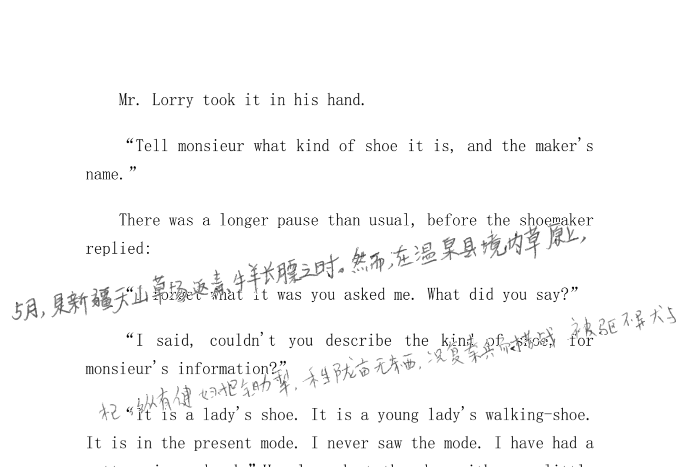 Mr. Lorry took it in his hand.
“Tell monsieur what kind of shoe it is, and the maker's
name.”
There was a longer pause than usual, before the shoemaker
replied:
5月,是新疆天山草场返青、牛羊长膘之时。然而,在温泉县境内草原上,
“I forget what it was you asked me. What did you say?”
“I said, couldn't you describe the kind of shoe, for
monsieur's information?”
纵有健妇把锄犁,禾生陇亩无东西。况复秦兵耐苦战 被驱不异犬与
“It is a lady's shoe. It is a young lady's walking-shoe.
It is in the present mode. I never saw the mode. I have had a